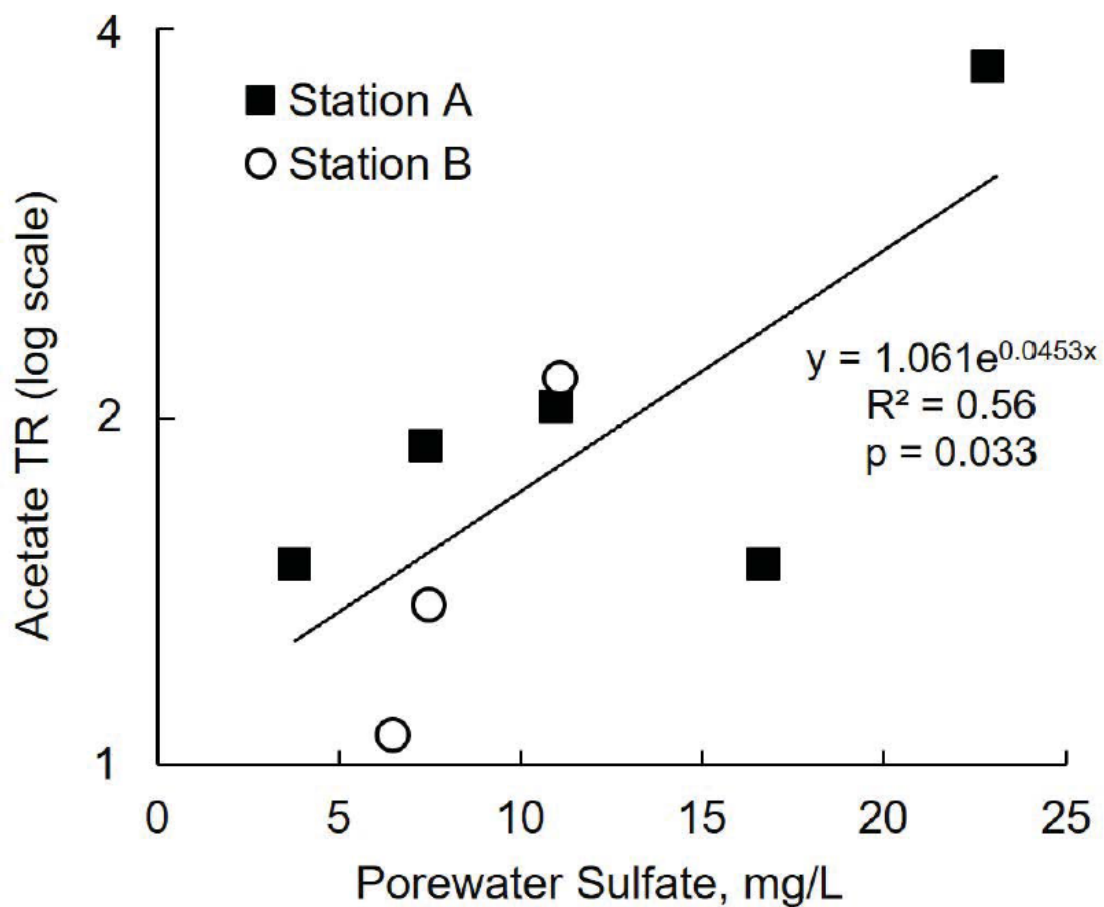 4
Station A
Station B
Acetate TR (log scale)
2
y = 1.061e^0.0453x
R² = 0.56
p = 0.033
1
0 5 10 15 20 25
Porewater Sulfate, mg/L